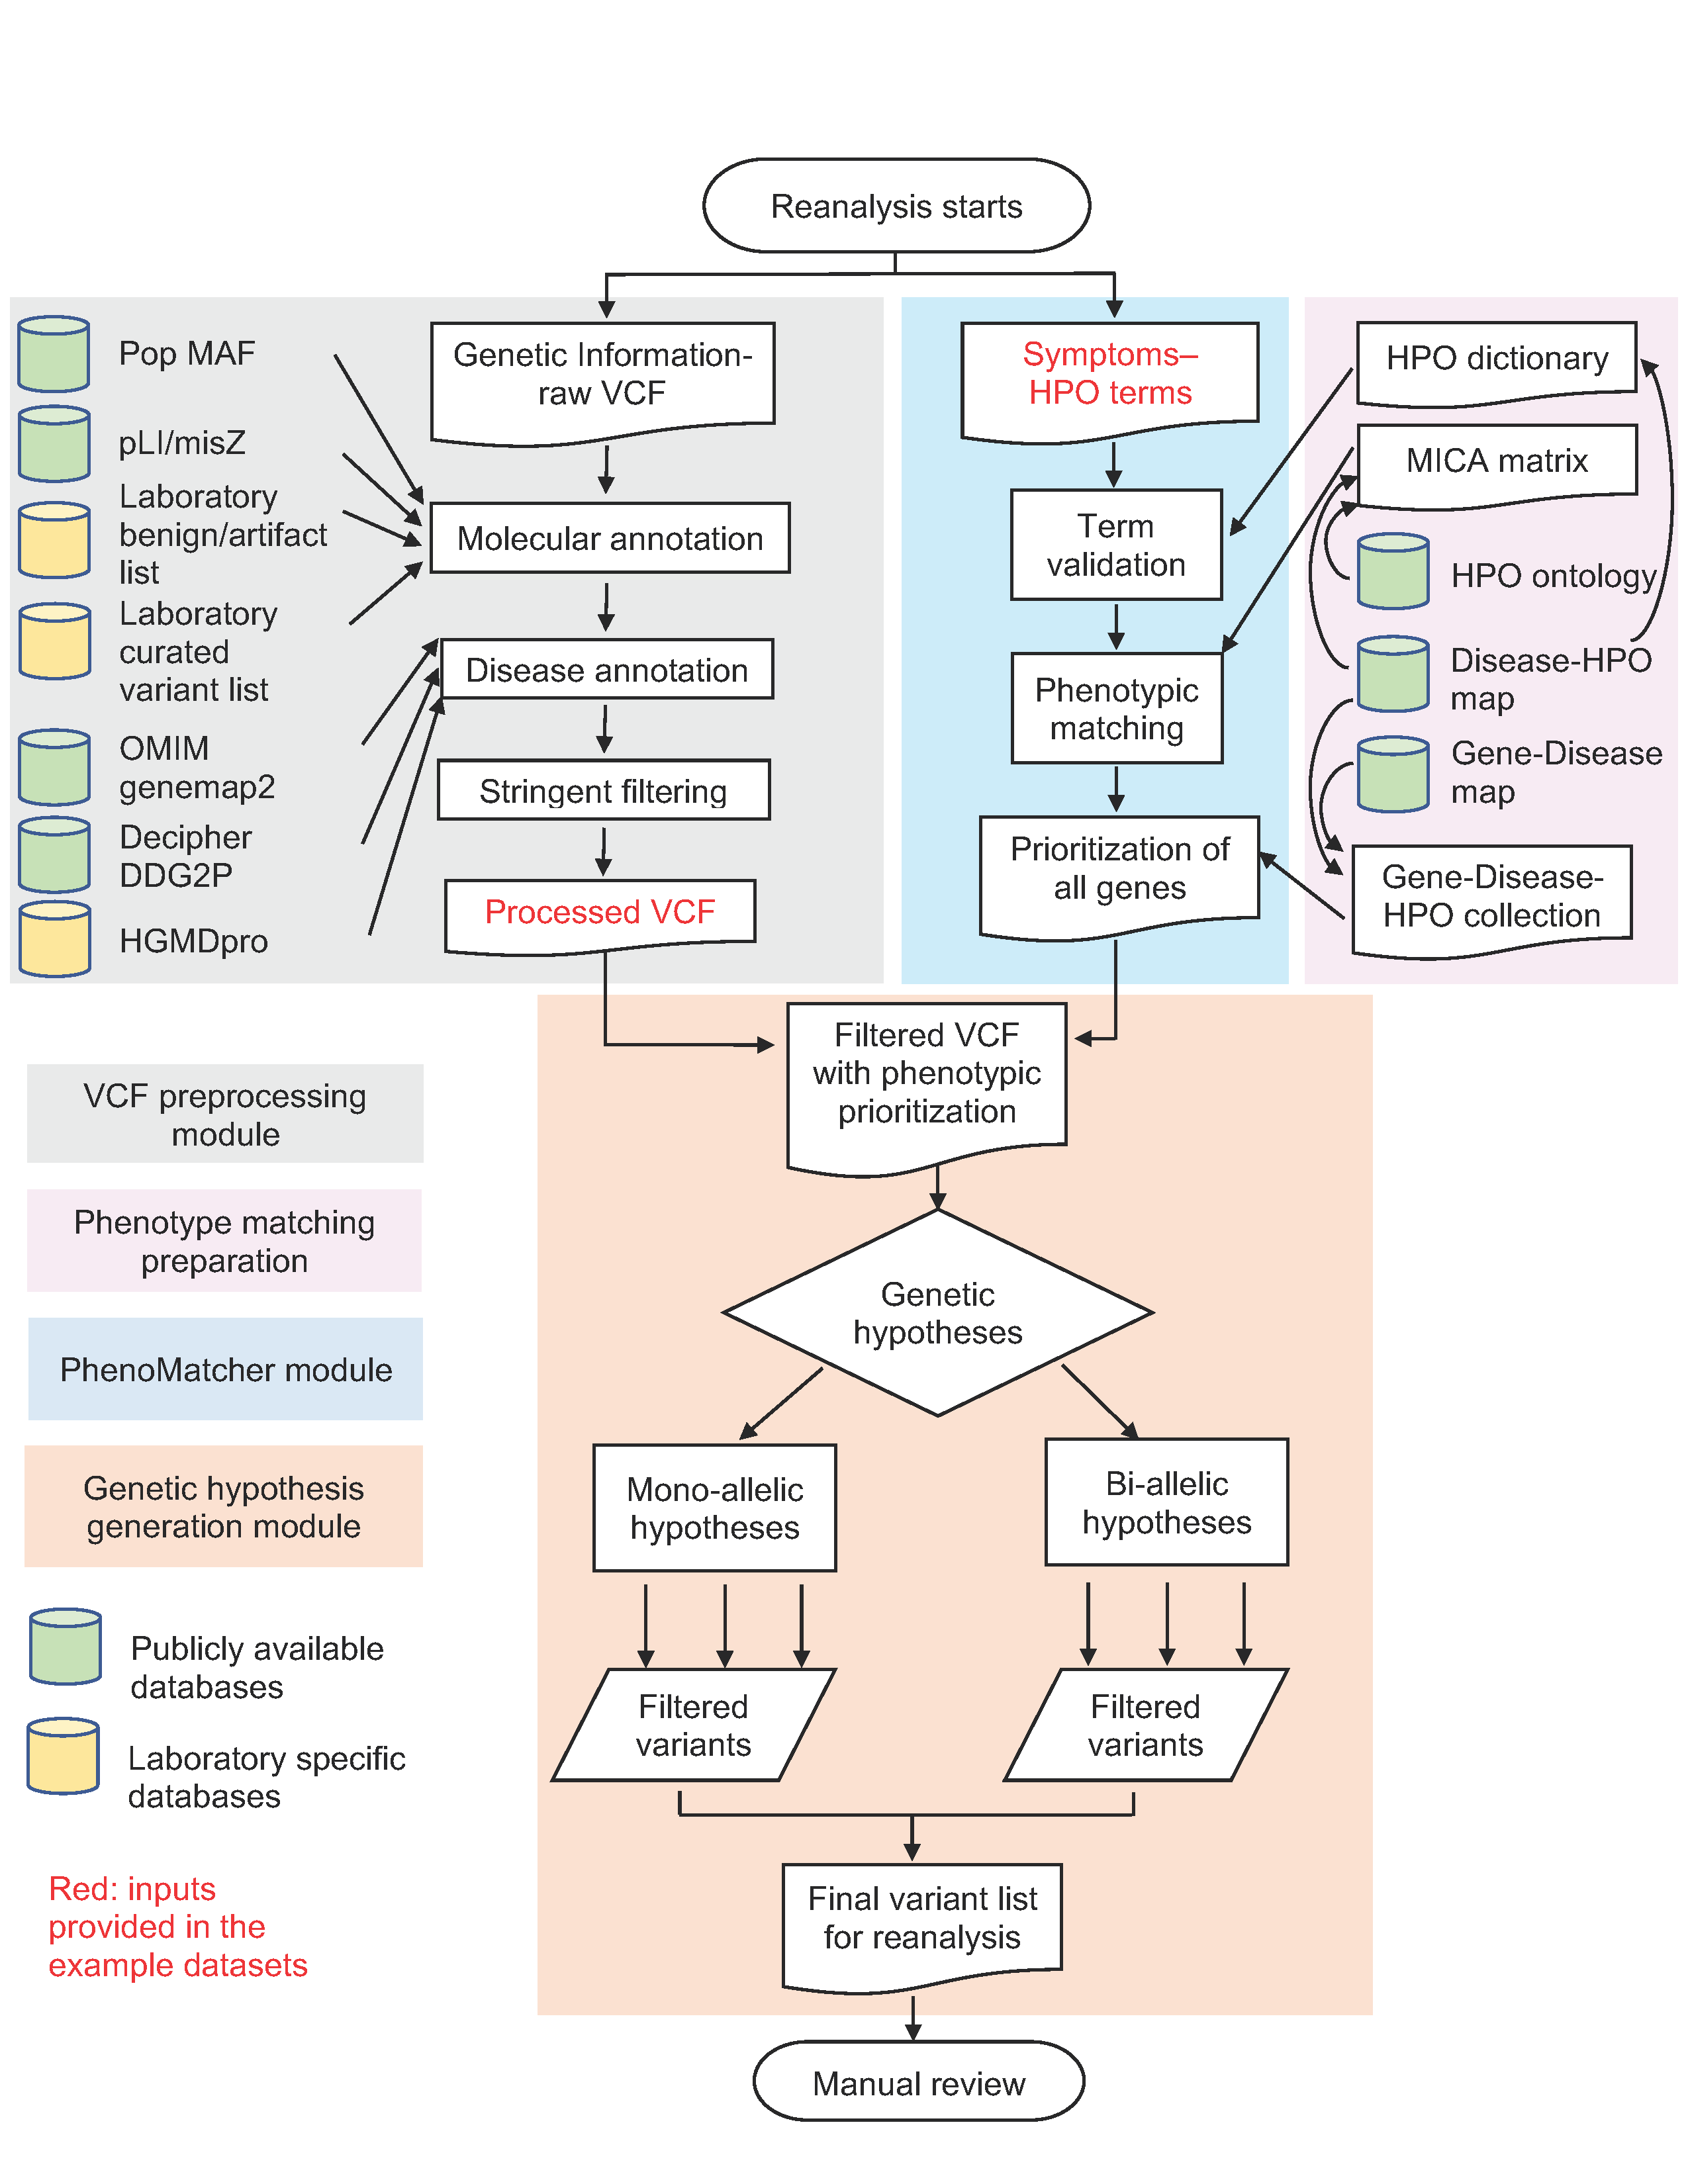 Reanalysis starts
Pop MAF
pLI/misZ
Laboratory
benign/artifact
list
Laboratory
curated
variant list
OMIM
genemap2
Decipher
DDG2P
HGMDpro
Genetic Information-
raw VCF
Molecular annotation
Disease annotation
Stringent filtering
Processed VCF
Symptoms–
HPO terms
Term
validation
Phenotypic
matching
Prioritization of
all genes
HPO dictionary
MICA matrix
HPO ontology
Disease-HPO
map
Gene-Disease
map
Gene-Disease-
HPO collection
Filtered VCF
with phenotypic
prioritization
Genetic
hypotheses
Mono-allelic
hypotheses
Bi-allelic
hypotheses
Filtered
variants
Filtered
variants
Final variant list
for reanalysis
Manual review
VCF preprocessing
module
Phenotype matching
preparation
PhenoMatcher module
Genetic hypothesis
generation module
Publicly available
databases
Laboratory specific
databases
Red: inputs
provided in the
example datasets